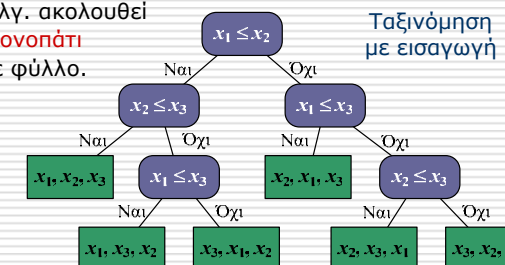 λγ. ακολουθεί
ονοπάτι
ε φύλλο.
Ταξινόμηση
με εισαγωγή
x₁ ≤ x₂
Ναι
Όχι
x₂ ≤ x₃
x₁ ≤ x₃
Ναι
Όχι
Ναι
Όχι
x₁, x₂, x₃
x₁ ≤ x₃
x₂, x₁, x₃
x₂ ≤ x₃
Ναι
Όχι
Ναι
Όχι
x₁, x₃, x₂
x₃, x₁, x₂
x₂, x₃, x₁
x₃, x₂,